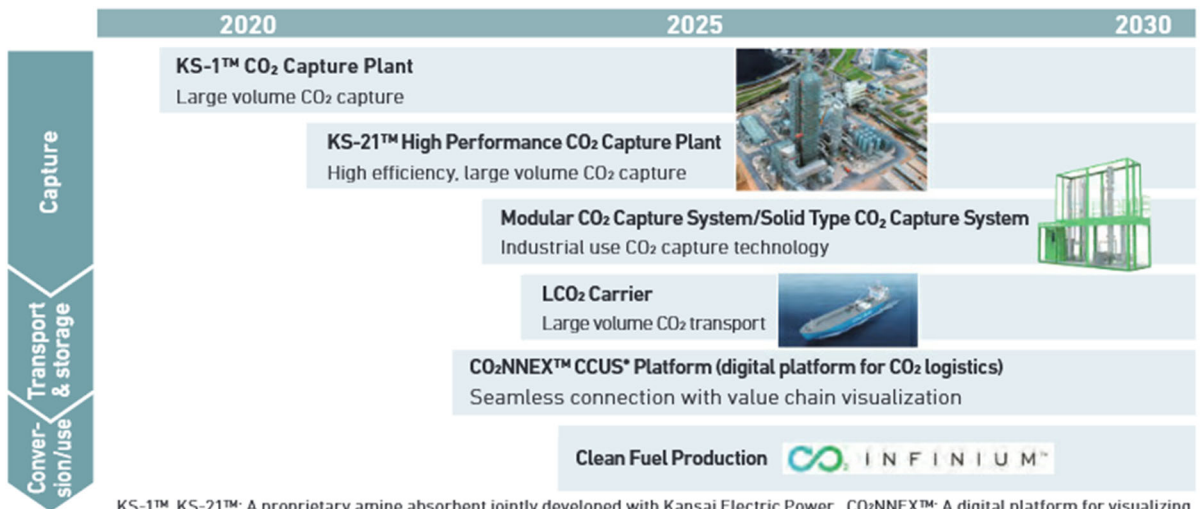 2020 2025 2030
Capture
KS-1™ CO₂ Capture Plant
Large volume CO₂ capture
KS-21™ High Performance CO₂ Capture Plant
High efficiency, large volume CO₂ capture
Modular CO₂ Capture System/Solid Type CO₂ Capture System
Industrial use CO₂ capture technology
Transport
& storage
LCO₂ Carrier
Large volume CO₂ transport
CO₂NNEX™ CCUS* Platform (digital platform for CO₂ logistics)
Seamless connection with value chain visualization
Conver-
sion/use
Clean Fuel Production
CO₂ INFINIUM™
KS-1™, KS-21™: A proprietary amine absorbent jointly developed with Kansai Electric Power CO₂NNEX™: A digital platform for visualizing